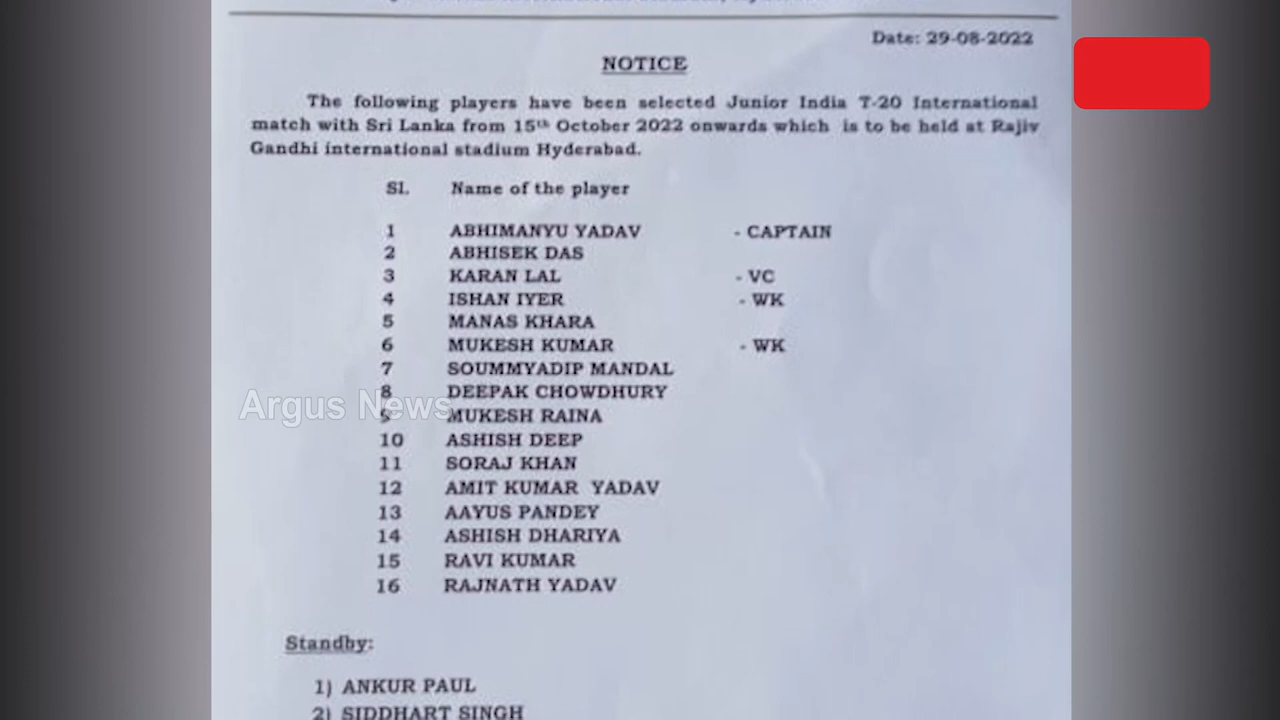 Date: 29-08-2022
NOTICE
The following players have been selected Junior India T-20 International
match with Sri Lanka from 15th October 2022 onwards which is to be held at Rajiv
Gandhi international stadium Hyderabad.
Sl. Name of the player
1 ABHIMANYU YADAV - CAPTAIN
2 ABHISEK DAS
3 KARAN LAL - VC
4 ISHAN IYER - WK
5 MANAS KHARA
6 MUKESH KUMAR - WK
7 SOUMMYADIP MANDAL
8 DEEPAK CHOWDHURY
Argus News
9 MUKESH RAINA
10 ASHISH DEEP
11 SORAJ KHAN
12 AMIT KUMAR YADAV
13 AAYUS PANDEY
14 ASHISH DHARIYA
15 RAVI KUMAR
16 RAJNATH YADAV
Standby:
1) ANKUR PAUL
2) SIDDHART SINGH